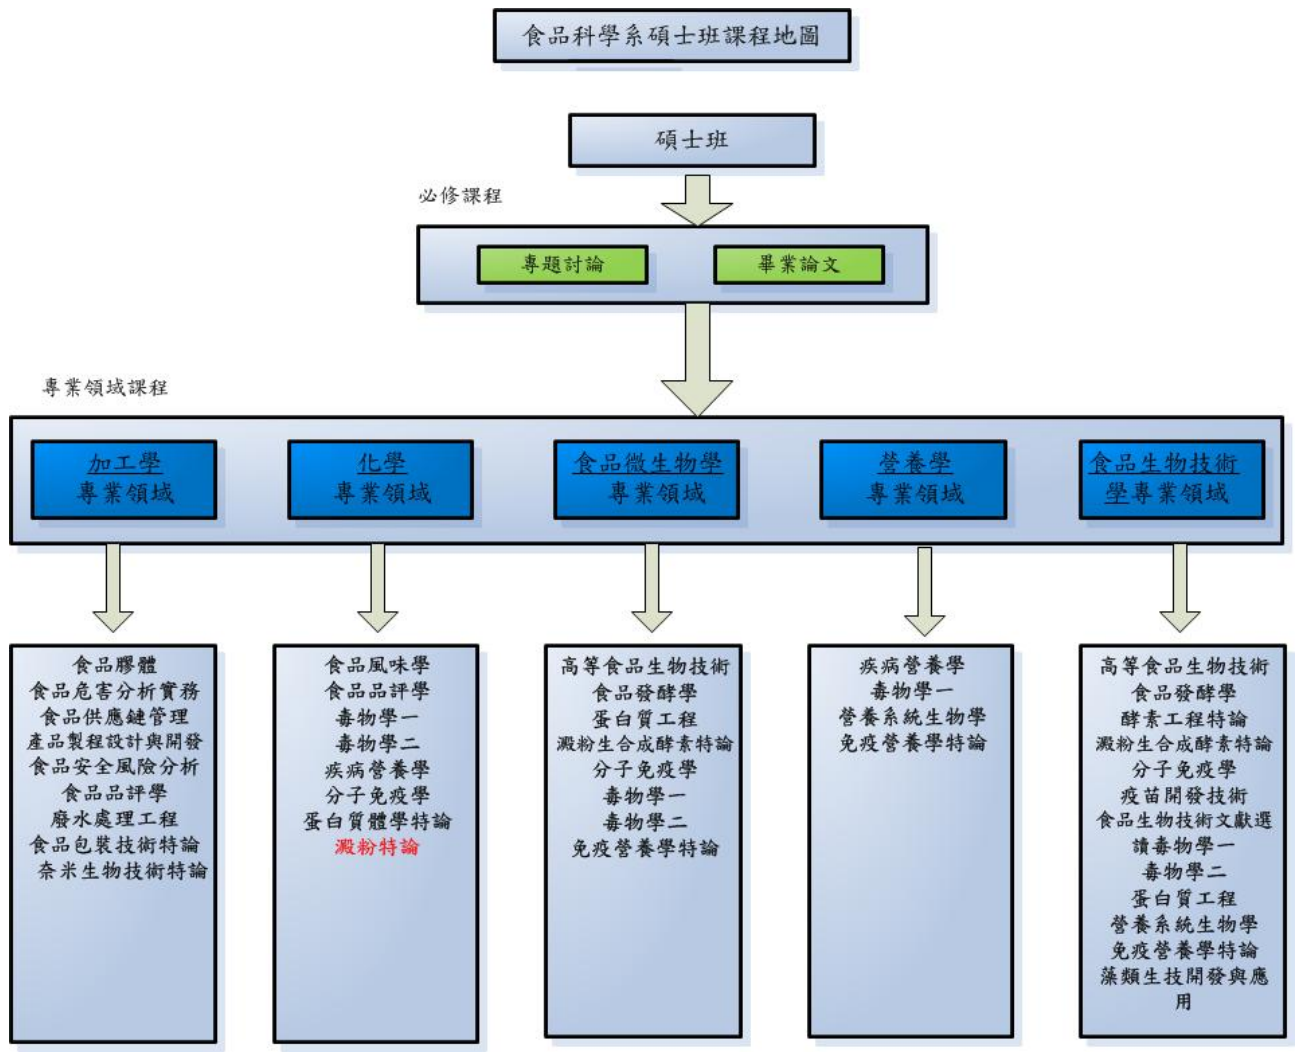 食品科學系碩士班課程地圖
碩士班
必修課程
專題討論
畢業論文
專業領域課程
加工學
專業領域
化學
專業領域
食品微生物學
專業領域
營養學
專業領域
食品生物技術
學專業領域
食品膠體
食品危害分析實務
食品供應鏈管理
產品製程設計與開發
食品安全風險分析
食品品評學
廢水處理工程
食品包裝技術特論
奈米生物技術特論
食品風味學
食品品評學
毒物學一
毒物學二
疾病營養學
分子免疫學
蛋白質體學特論
澱粉特論
高等食品生物技術
食品發酵學
蛋白質工程
澱粉生合成酵素特論
分子免疫學
毒物學一
毒物學二
免疫營養學特論
疾病營養學
毒物學一
營養系統生物學
免疫營養學特論
高等食品生物技術
食品發酵學
酵素工程特論
澱粉生合成酵素特論
分子免疫學
疫苗開發技術
食品生物技術文獻選
讀毒物學一
毒物學二
蛋白質工程
營養系統生物學
免疫營養學特論
藻類生技開發與應
用